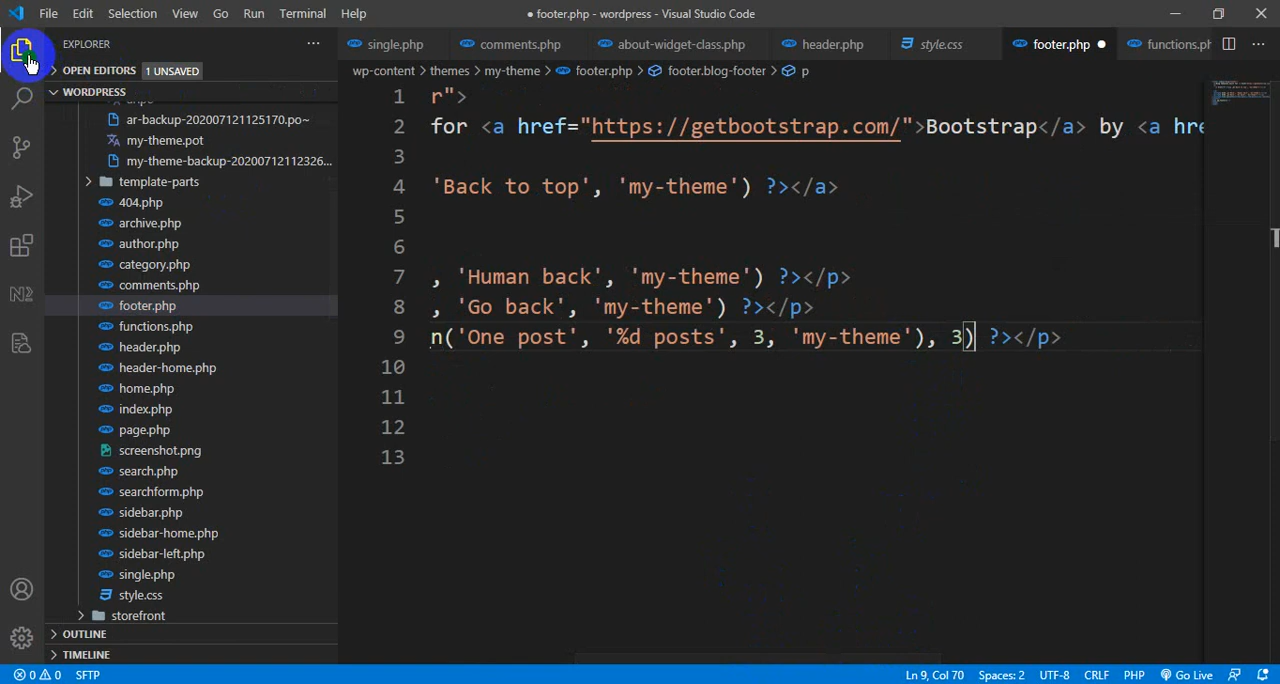 File Edit Selection View Go Run Terminal Help
● footer.php - wordpress - Visual Studio Code
EXPLORER
single.php comments.php about-widget-class.php header.php style.css footer.php ● functions.ph
OPEN EDITORS 1 UNSAVED
wp-content > themes > my-theme > footer.php > footer.blog-footer > p
WORDPRESS
ar-backup-202007121125170.po~
my-theme.pot
my-theme-backup-20200712112326...
template-parts
404.php
archive.php
author.php
category.php
comments.php
footer.php
functions.php
header.php
header-home.php
home.php
index.php
page.php
screenshot.png
search.php
searchform.php
sidebar.php
sidebar-home.php
sidebar-left.php
single.php
style.css
storefront
OUTLINE
TIMELINE
1 r">
2 for <a href="https://getbootstrap.com/">Bootstrap</a> by <a hre
3
4 'Back to top', 'my-theme') ?></a>
5
6
7 , 'Human back', 'my-theme') ?></p>
8 , 'Go back', 'my-theme') ?></p>
9 n('One post', '%d posts', 3, 'my-theme'), 3) ?></p>
10
11
12
13
0 0 SFTP Ln 9, Col 70 Spaces: 2 UTF-8 CRLF PHP Go Live